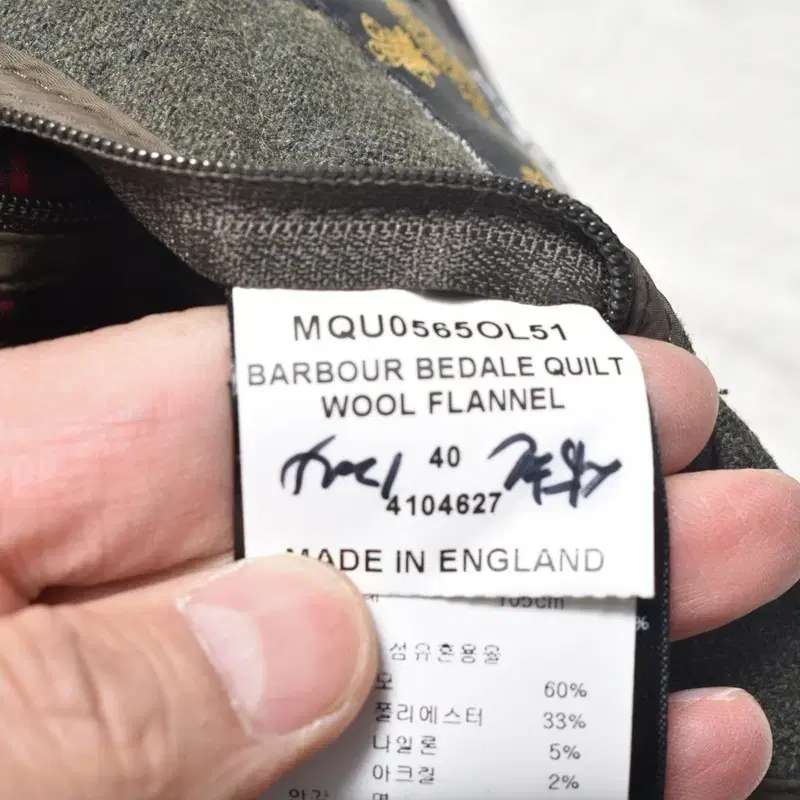 MQU0565OL51
BARBOUR BEDALE QUILT
WOOL FLANNEL
40
4104627
MADE IN ENGLAND
105cm
%
섬유혼용율
모 60%
폴리에스터 33%
나일론 5%
아크릴 2%
면